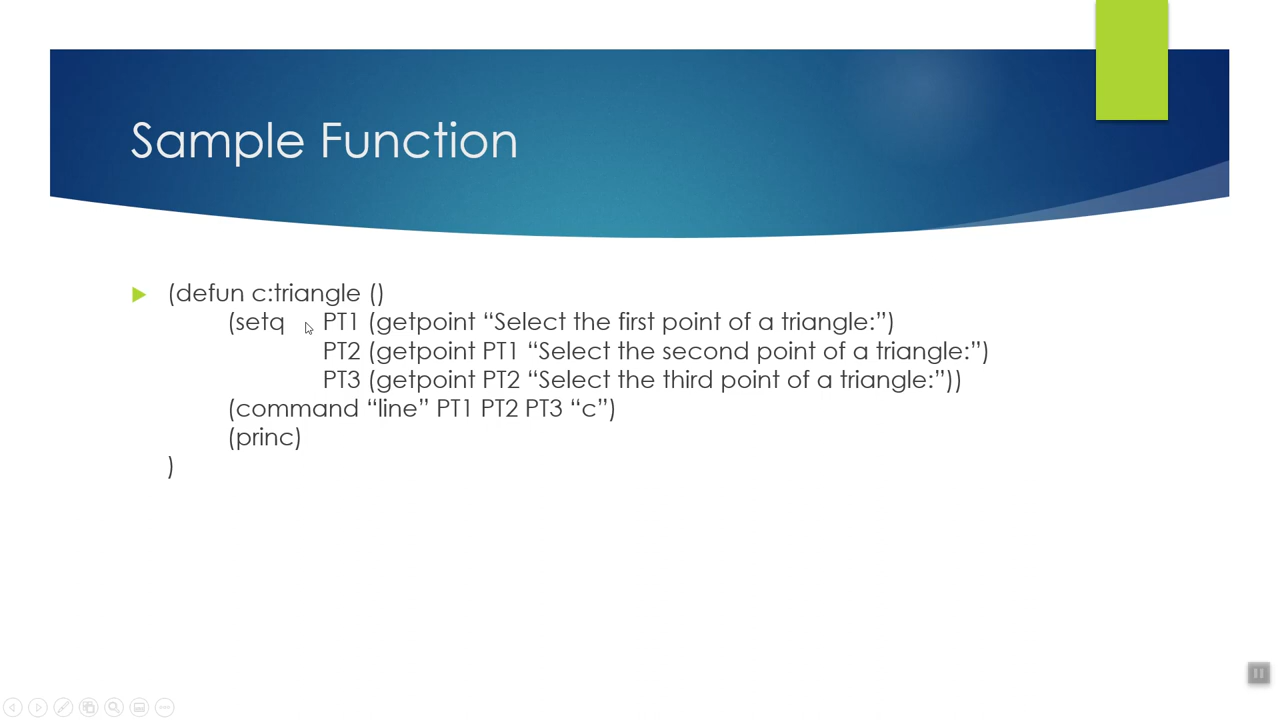 Sample Function
(defun c:triangle ()
(setq PT1 (getpoint “Select the first point of a triangle:”)
PT2 (getpoint PT1 “Select the second point of a triangle:”)
PT3 (getpoint PT2 “Select the third point of a triangle:”))
(command “line” PT1 PT2 PT3 “c”)
(princ)
)